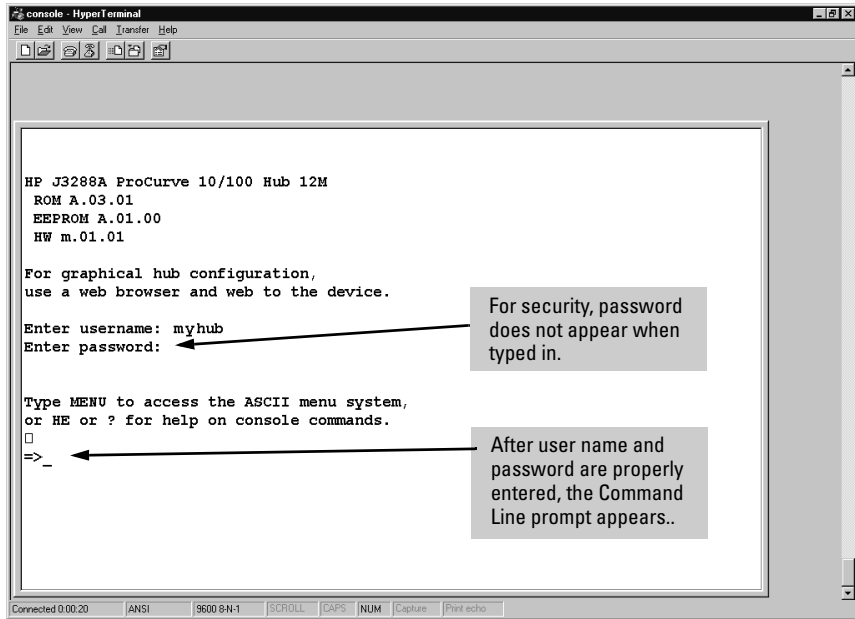 console - HyperTerminal
File Edit View Call Transfer Help
HP J3288A ProCurve 10/100 Hub 12M
ROM A.03.01
EEPROM A.01.00
HW m.01.01
For graphical hub configuration,
use a web browser and web to the device.
Enter username: myhub
Enter password:
For security, password
does not appear when
typed in.
Type MENU to access the ASCII menu system,
or HE or ? for help on console commands.
=>_
After user name and
password are properly
entered, the Command
Line prompt appears..
Connected 0:00:20 ANSI 9600 8-N-1 SCROLL CAPS NUM Capture Print echo